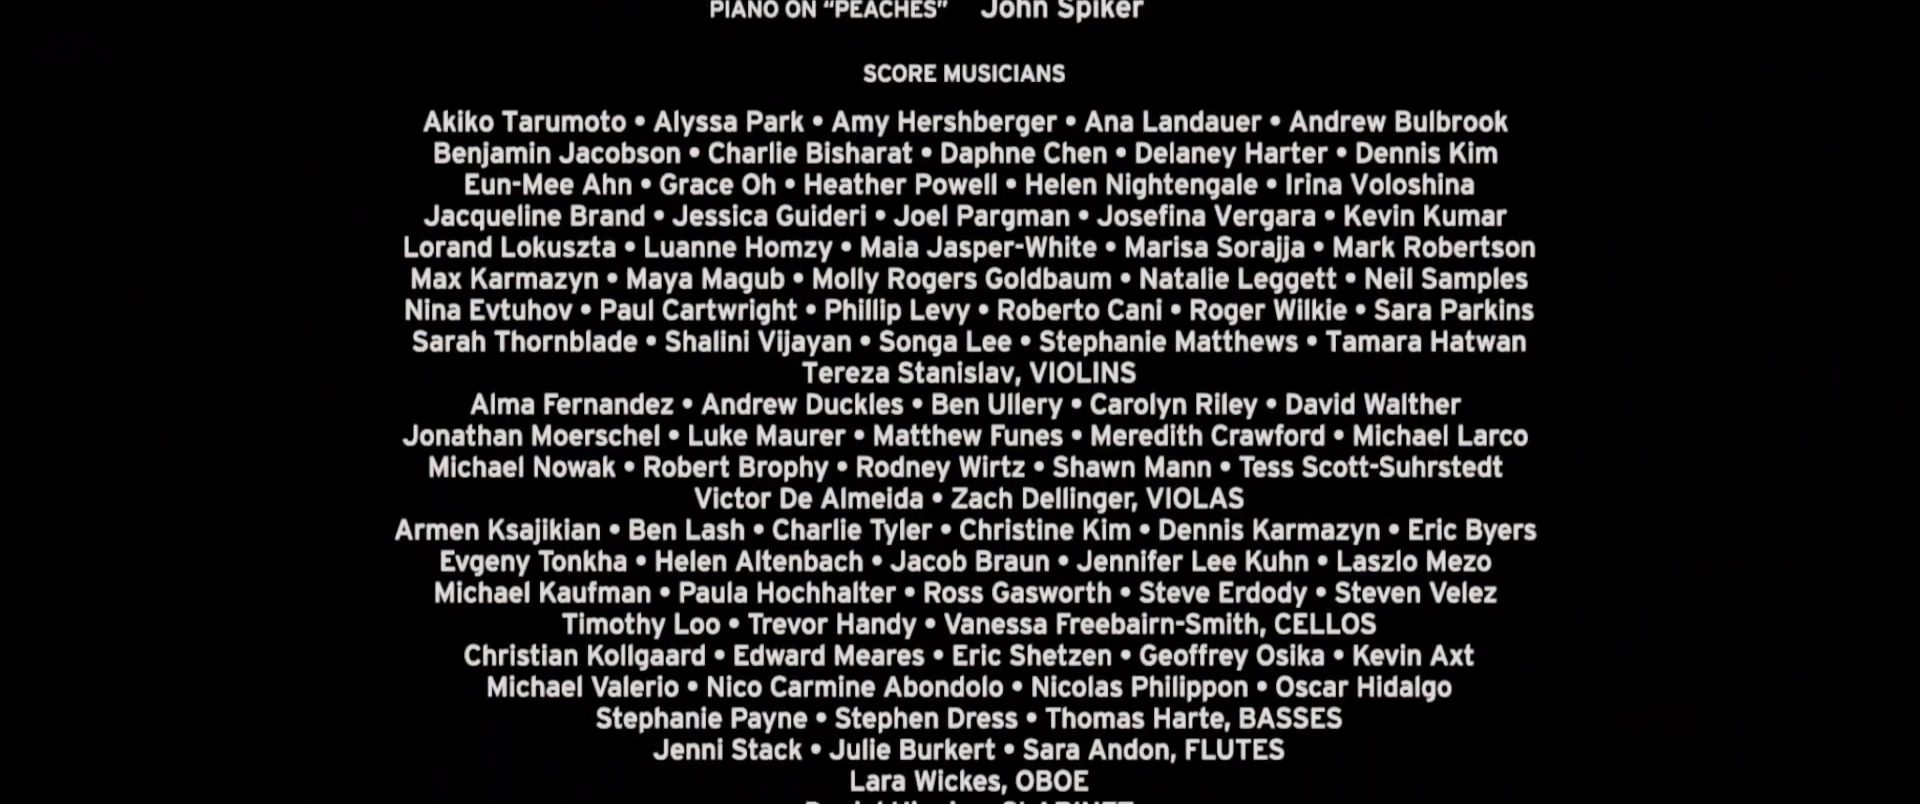 PIANO ON “PEACHES” John Spiker
SCORE MUSICIANS
Akiko Tarumoto • Alyssa Park • Amy Hershberger • Ana Landauer • Andrew Bulbrook
Benjamin Jacobson • Charlie Bisharat • Daphne Chen • Delaney Harter • Dennis Kim
Eun-Mee Ahn • Grace Oh • Heather Powell • Helen Nightengale • Irina Voloshina
Jacqueline Brand • Jessica Guideri • Joel Pargman • Josefina Vergara • Kevin Kumar
Lorand Lokuszta • Luanne Homzy • Maia Jasper-White • Marisa Sorajja • Mark Robertson
Max Karmazyn • Maya Magub • Molly Rogers Goldbaum • Natalie Leggett • Neil Samples
Nina Evtuhov • Paul Cartwright • Phillip Levy • Roberto Cani • Roger Wilkie • Sara Parkins
Sarah Thornblade • Shalini Vijayan • Songa Lee • Stephanie Matthews • Tamara Hatwan
Tereza Stanislav, VIOLINS
Alma Fernandez • Andrew Duckles • Ben Ullery • Carolyn Riley • David Walther
Jonathan Moerschel • Luke Maurer • Matthew Funes • Meredith Crawford • Michael Larco
Michael Nowak • Robert Brophy • Rodney Wirtz • Shawn Mann • Tess Scott-Suhrstedt
Victor De Almeida • Zach Dellinger, VIOLAS
Armen Ksajikian • Ben Lash • Charlie Tyler • Christine Kim • Dennis Karmazyn • Eric Byers
Evgeny Tonkha • Helen Altenbach • Jacob Braun • Jennifer Lee Kuhn • Laszlo Mezo
Michael Kaufman • Paula Hochhalter • Ross Gasworth • Steve Erdody • Steven Velez
Timothy Loo • Trevor Handy • Vanessa Freebairn-Smith, CELLOS
Christian Kollgaard • Edward Meares • Eric Shetzen • Geoffrey Osika • Kevin Axt
Michael Valerio • Nico Carmine Abondolo • Nicolas Philippon • Oscar Hidalgo
Stephanie Payne • Stephen Dress • Thomas Harte, BASSES
Jenni Stack • Julie Burkert • Sara Andon, FLUTES
Lara Wickes, OBOE